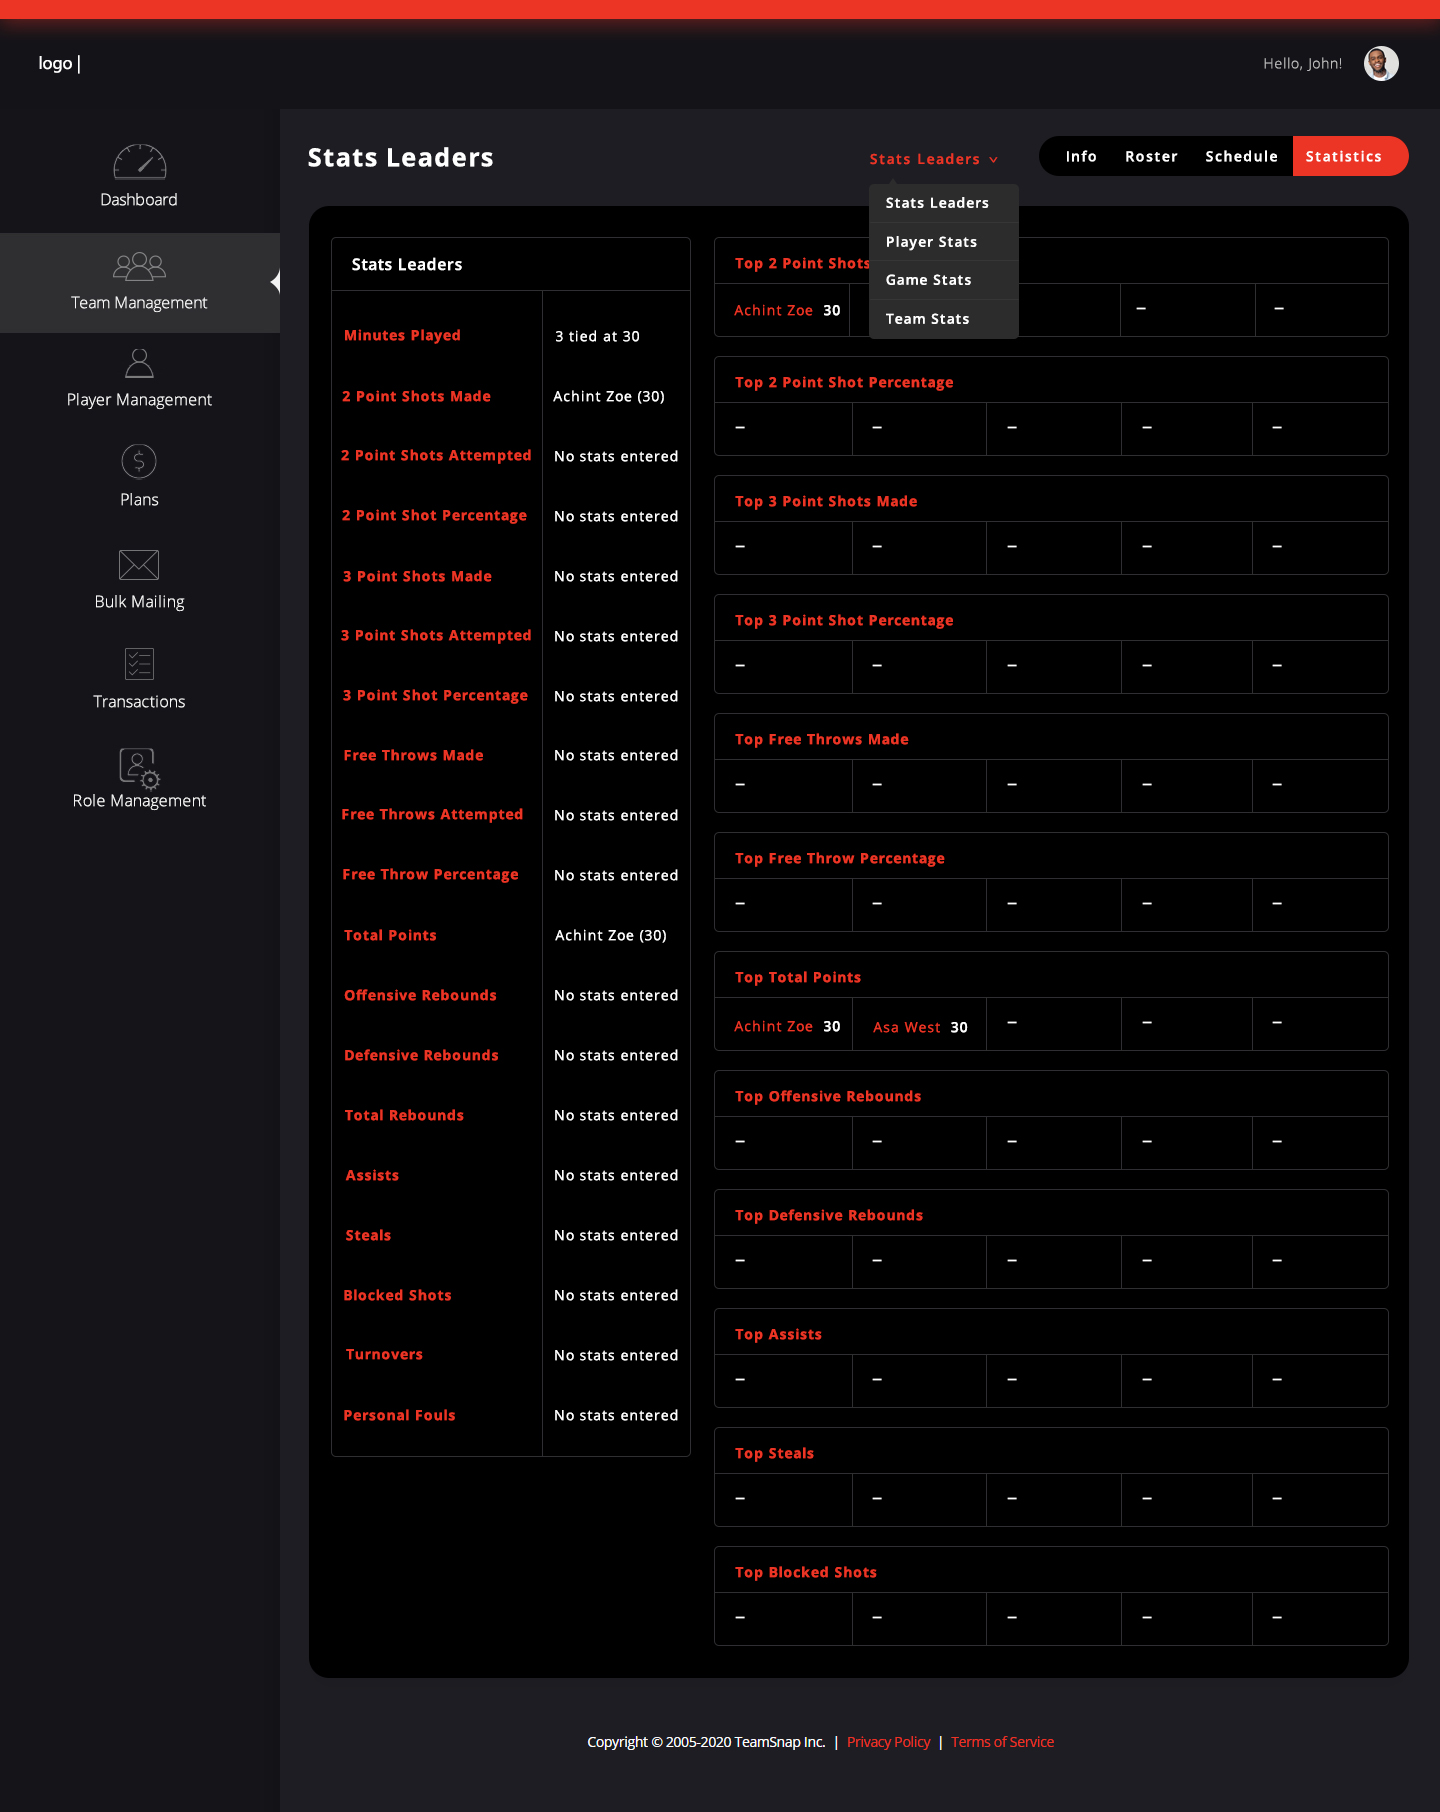 logo |
Hello, John!
Dashboard
Team Management
Player Management
Plans
Bulk Mailing
Transactions
Role Management
Stats Leaders
Stats Leaders
Info Roster Schedule Statistics
Stats Leaders
Player Stats
Game Stats
Team Stats
Stats Leaders
Minutes Played 3 tied at 30
2 Point Shots Made Achint Zoe (30)
2 Point Shots Attempted No stats entered
2 Point Shot Percentage No stats entered
3 Point Shots Made No stats entered
3 Point Shots Attempted No stats entered
3 Point Shot Percentage No stats entered
Free Throws Made No stats entered
Free Throws Attempted No stats entered
Free Throw Percentage No stats entered
Total Points Achint Zoe (30)
Offensive Rebounds No stats entered
Defensive Rebounds No stats entered
Total Rebounds No stats entered
Assists No stats entered
Steals No stats entered
Blocked Shots No stats entered
Turnovers No stats entered
Personal Fouls No stats entered
Top 2 Point Shots
Achint Zoe 30 – –
Top 2 Point Shot Percentage
– – – – –
Top 3 Point Shots Made
– – – – –
Top 3 Point Shot Percentage
– – – – –
Top Free Throws Made
– – – – –
Top Free Throw Percentage
– – – – –
Top Total Points
Achint Zoe 30 Asa West 30 – – –
Top Offensive Rebounds
– – – – –
Top Defensive Rebounds
– – – – –
Top Assists
– – – – –
Top Steals
– – – – –
Top Blocked Shots
– – – – –
Copyright © 2005-2020 TeamSnap Inc. | Privacy Policy | Terms of Service